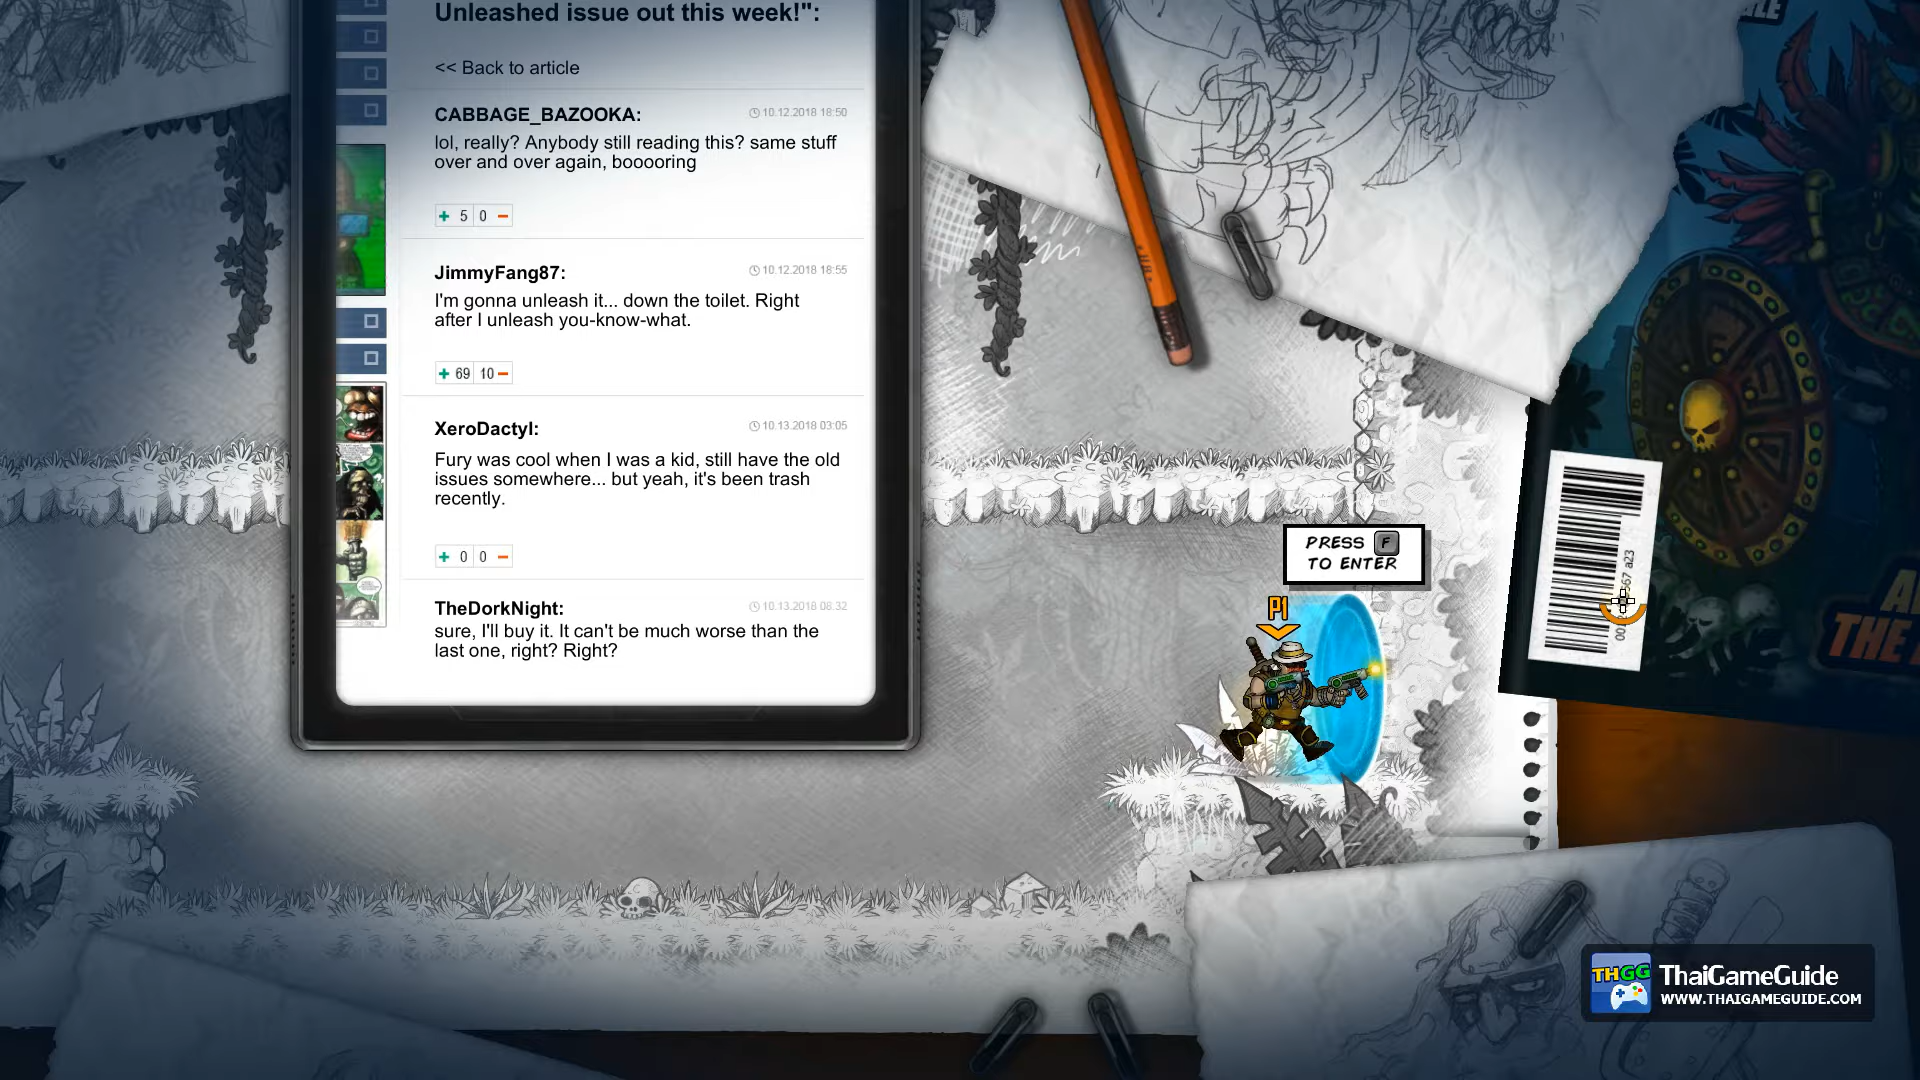 Unleashed issue out this week!":
<< Back to article
CABBAGE_BAZOOKA:
10.12.2018 18:50
lol, really? Anybody still reading this? same stuff
over and over again, booooring
+ 5 0 −
JimmyFang87:
10.12.2018 18:55
I'm gonna unleash it... down the toilet. Right
after I unleash you-know-what.
+ 69 10 −
XeroDactyl:
10.13.2018 03:05
Fury was cool when I was a kid, still have the old
issues somewhere... but yeah, it's been trash
recently.
+ 0 0 −
TheDorkNight:
10.13.2018 08:32
sure, I'll buy it. It can't be much worse than the
last one, right? Right?
PRESS F
TO ENTER
P1
THE
THGG
ThaiGameGuide
WWW.THAIGAMEGUIDE.COM